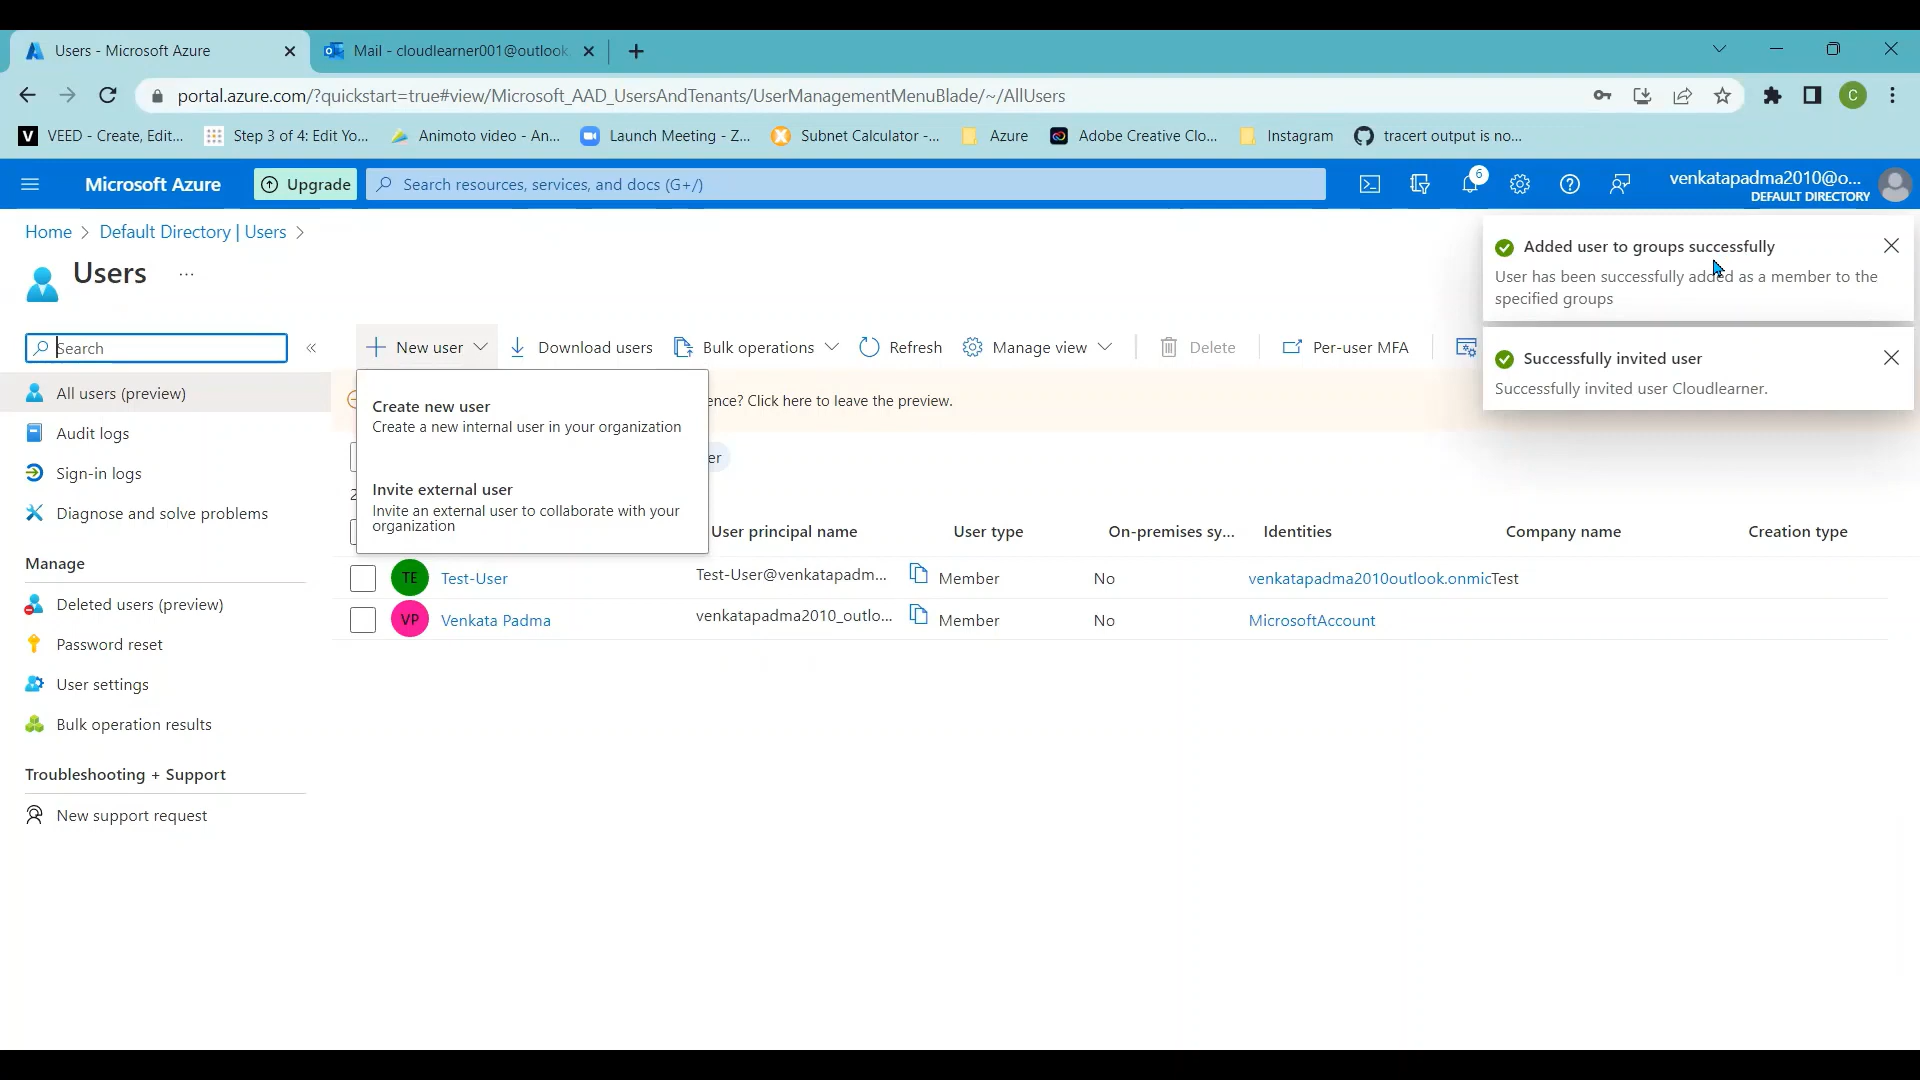 Users - Microsoft Azure
Mail - cloudlearner001@outlook.
portal.azure.com/?quickstart=true#view/Microsoft_AAD_UsersAndTenants/UserManagementMenuBlade/~/AllUsers
C
VEED - Create, Edit...
Step 3 of 4: Edit Yo...
Animoto video - An...
Launch Meeting - Z...
Subnet Calculator -...
Azure
Adobe Creative Clo...
Instagram
tracert output is no...
Microsoft Azure
Upgrade
Search resources, services, and docs (G+/)
6
venkatapadma2010@o...
DEFAULT DIRECTORY
Home > Default Directory | Users >
Users
...
Added user to groups successfully
User has been successfully added as a member to the
specified groups
Successfully invited user
Successfully invited user Cloudlearner.
Search
«
New user
Download users
Bulk operations
Refresh
Manage view
Delete
Per-user MFA
Create new user
Create a new internal user in your organization
Invite external user
Invite an external user to collaborate with your
organization
ence? Click here to leave the preview.
er
2
All users (preview)
Audit logs
Sign-in logs
Diagnose and solve problems
Manage
Deleted users (preview)
Password reset
User settings
Bulk operation results
Troubleshooting + Support
New support request
User principal name
User type
On-premises sy...
Identities
Company name
Creation type
TE
Test-User
Test-User@venkatapadm...
Member
No
venkatapadma2010outlook.onmic
Test
VP
Venkata Padma
venkatapadma2010_outlo...
Member
No
MicrosoftAccount